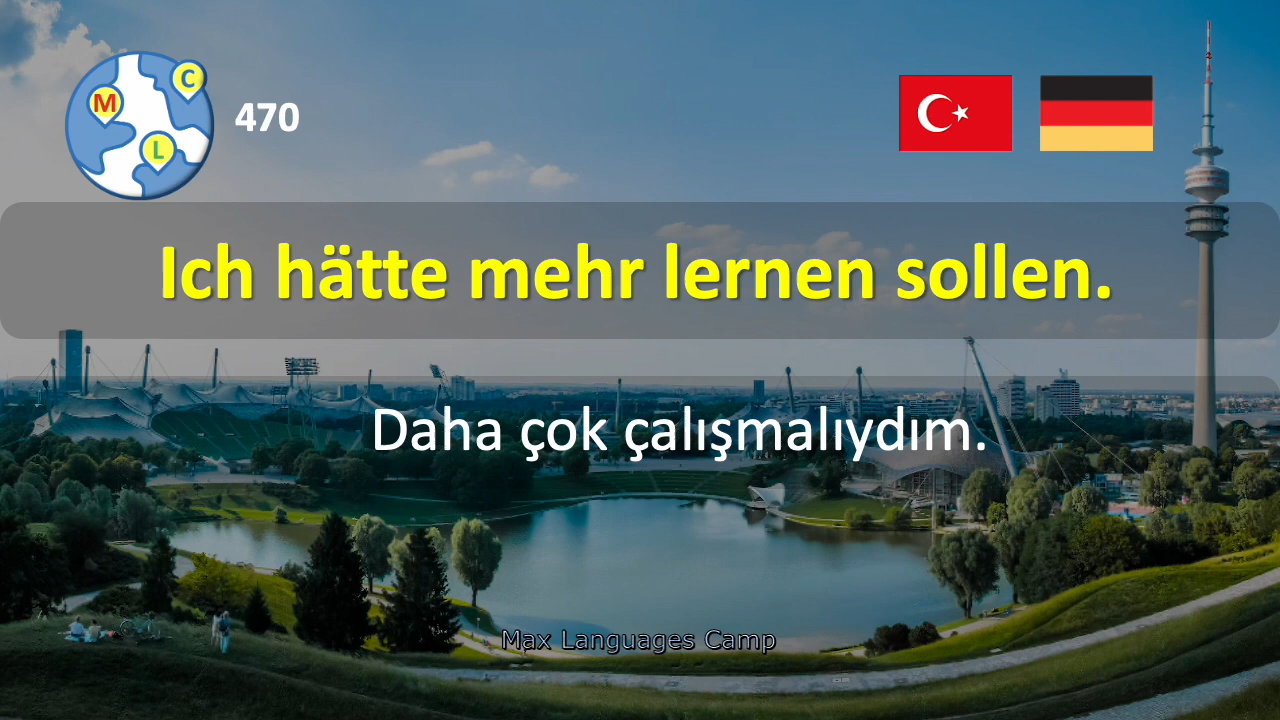 M
C
L
470
Ich hätte mehr lernen sollen.
Daha çok çalışmalıydım.
Max Languages Camp